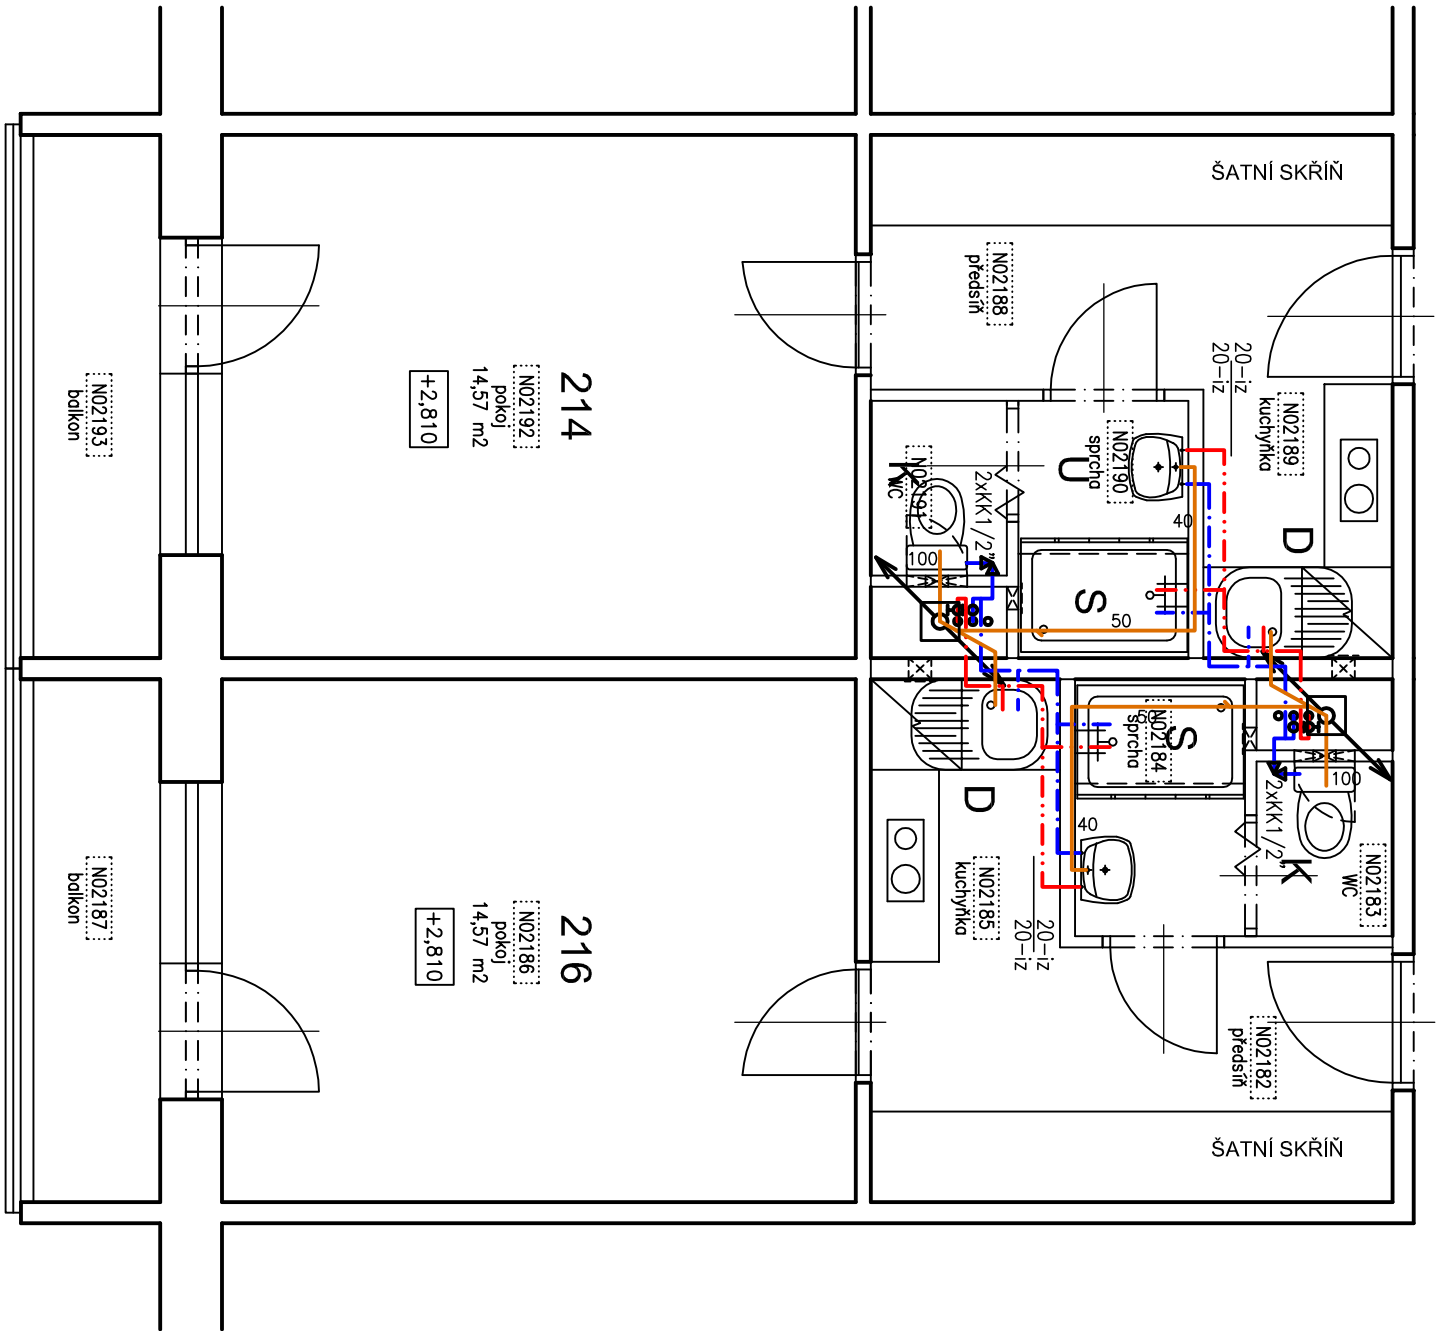 ŠATNÍ SKŘÍŇ
N02188
předsíň
20-iz
20-iz
N02189
kuchyňka
214
N02192
pokoj
14,57 m2
+2,810
N02193
balkon
N02190
sprcha
U
N02191
WC
K
2xKK1/2"
40
D
100
S
50
50
N02184
sprcha
S
100
2xKK1/2"
K
N02183
WC
D
40
N02185
kuchyňka
20-iz
20-iz
216
N02186
pokoj
14,57 m2
+2,810
N02187
balkon
N02182
předsíň
ŠATNÍ SKŘÍŇ